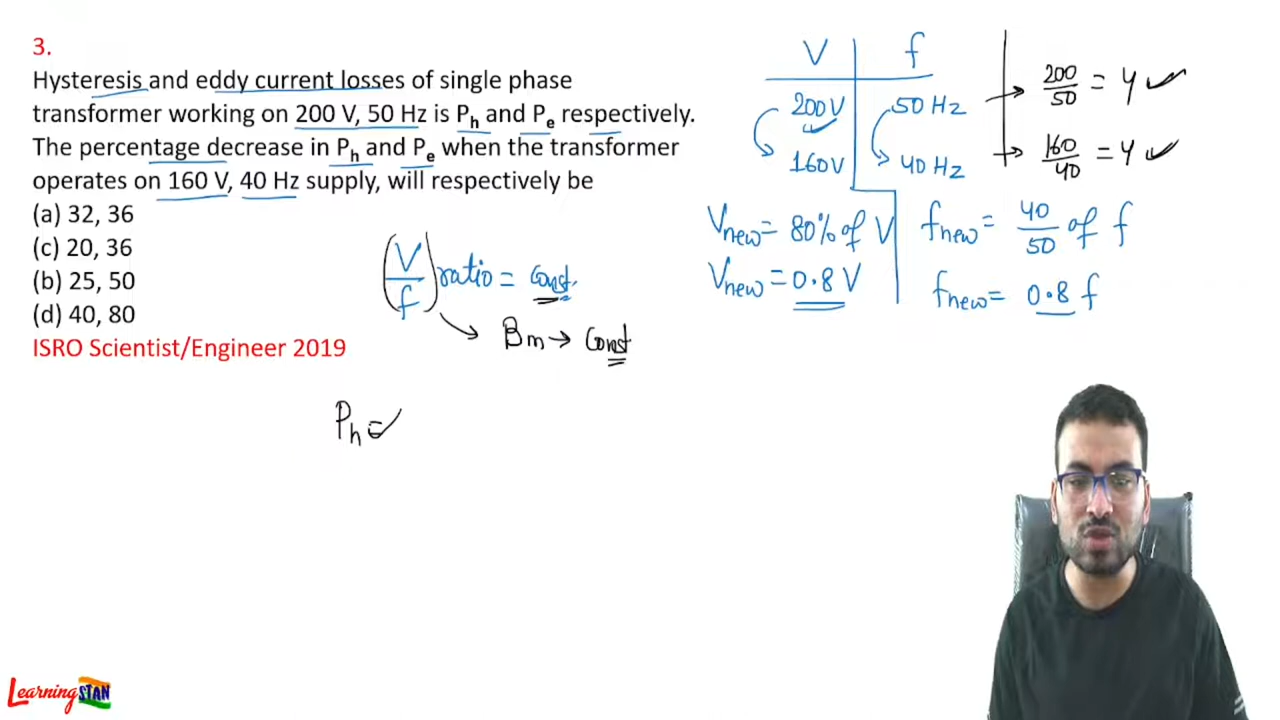 3.
Hysteresis and eddy current losses of single phase
transformer working on 200 V, 50 Hz is Ph and Pe respectively.
The percentage decrease in Ph and Pe when the transformer
operates on 160 V, 40 Hz supply, will respectively be
(a) 32, 36
(c) 20, 36
(b) 25, 50
(d) 40, 80
ISRO Scientist/Engineer 2019
(V/f) ratio = const.
Bm → Const
Ph =
V f
200V 50 Hz → 200/50 = 4 ✓
160V 40 Hz → 160/40 = 4 ✓
Vnew = 80% of V
Vnew = 0.8 V
fnew = 40/50 of f
fnew = 0.8 f
Learning STAN